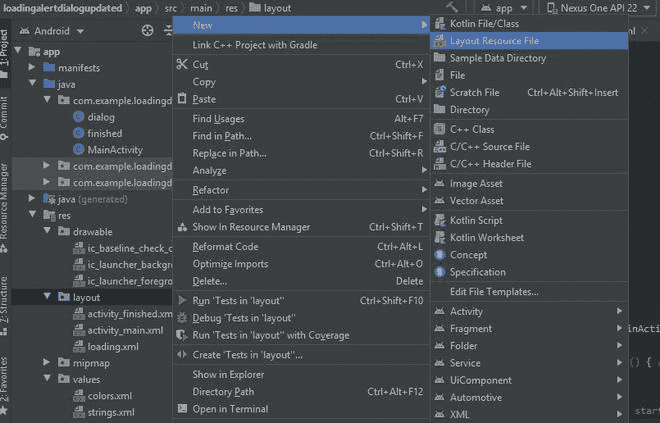 loadingalertdialogupdated app src main res layout
app Nexus One API 22
Android
app
manifests
java
com.example.loadingd
dialog
finished
MainActivity
com.example.loadingd
com.example.loadingd
java (generated)
res
drawable
ic_baseline_check_c
ic_launcher_backg
ic_launcher_foreg
layout
activity_finished.xm
activity_main.xml
loading.xml
mipmap
values
colors.xml
strings.xml
1: Project
Commit
Resource Manager
7: Structure
2: Favorites
New
Link C++ Project with Gradle
Cut Ctrl+X
Copy
Paste Ctrl+V
Find Usages Alt+F7
Find in Path... Ctrl+Shift+F
Replace in Path... Ctrl+Shift+R
Analyze
Refactor
Add to Favorites
Show In Resource Manager Ctrl+Shift+T
Reformat Code Ctrl+Alt+L
Optimize Imports Ctrl+Alt+O
Delete... Delete
Run 'Tests in 'layout'' Ctrl+Shift+F10
Debug 'Tests in 'layout''
Run 'Tests in 'layout'' with Coverage
Create 'Tests in 'layout''...
Show in Explorer
Directory Path Ctrl+Alt+F12
Open in Terminal
Kotlin File/Class
Layout Resource File
Sample Data Directory
File
Scratch File Ctrl+Alt+Shift+Insert
Directory
C++ Class
C/C++ Source File
C/C++ Header File
Image Asset
Vector Asset
Kotlin Script
Kotlin Worksheet
Concept
Specification
Edit File Templates...
Activity
Fragment
Folder
Service
UiComponent
Automotive
XML
ml
inActi
() { /
start